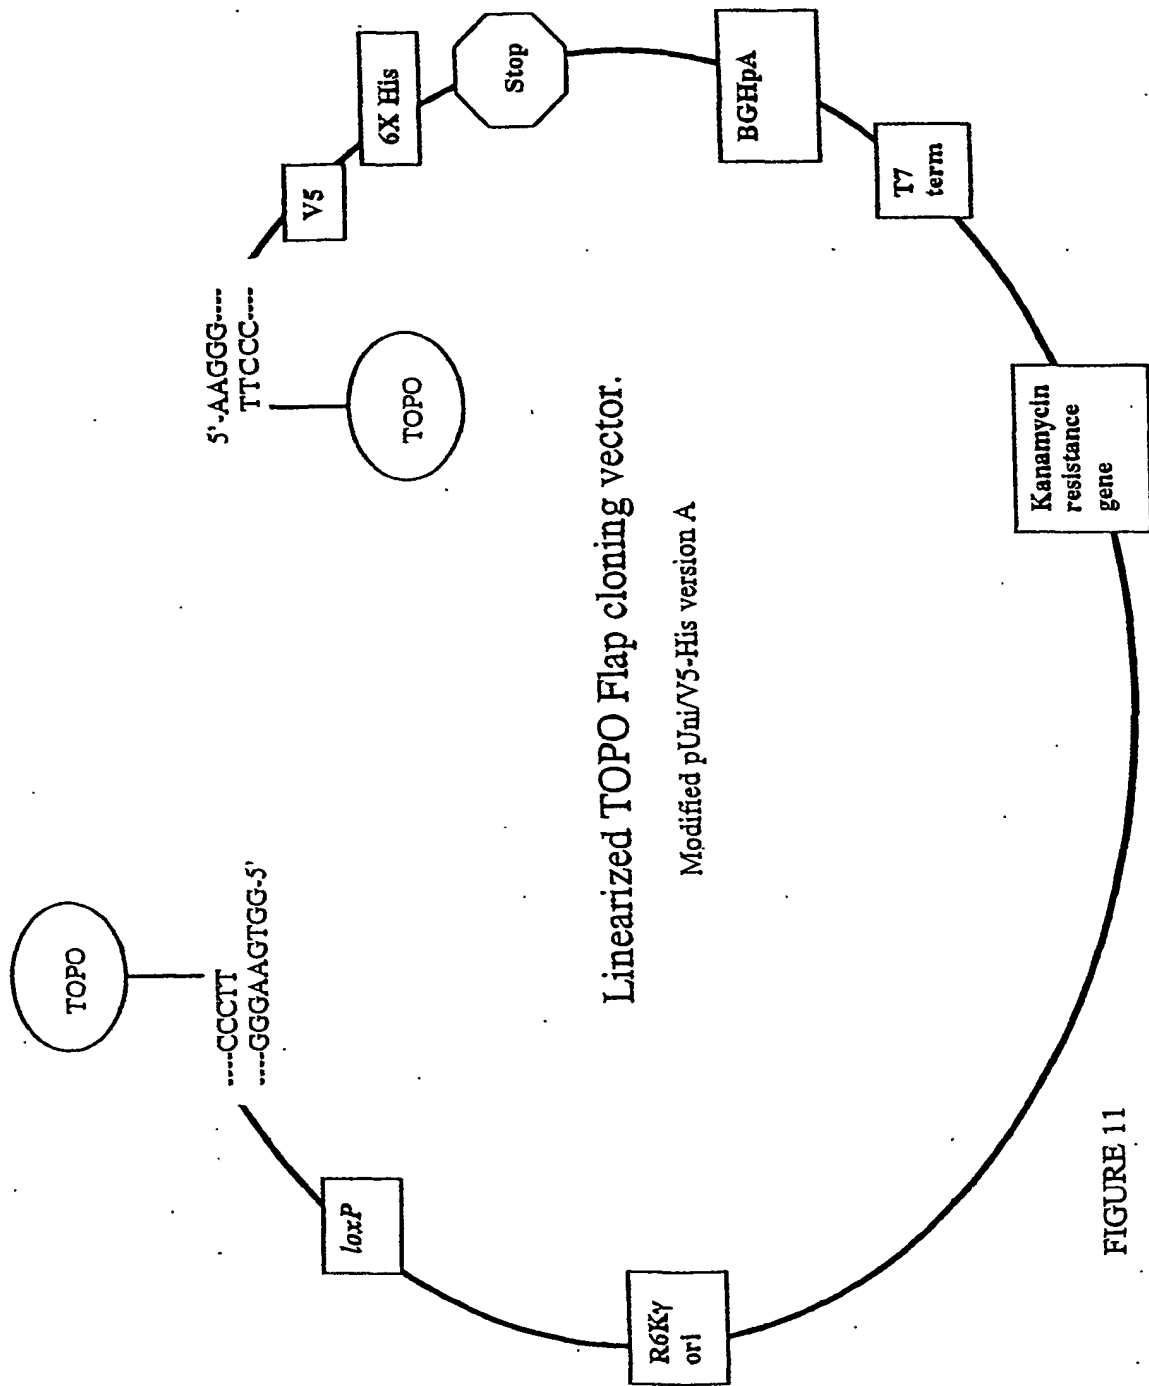 TOPO
----CCCTT
----GGGAAGTGG-5'
5'-AAGGG----
TTCCC----
TOPO
loxP
V5
6X His
Stop
R6Kγ
ori
BGHpA
T7
term
Kanamycin
resistance
gene
Linearized TOPO Flap cloning vector.
Modified pUni/V5-His version A
FIGURE 11